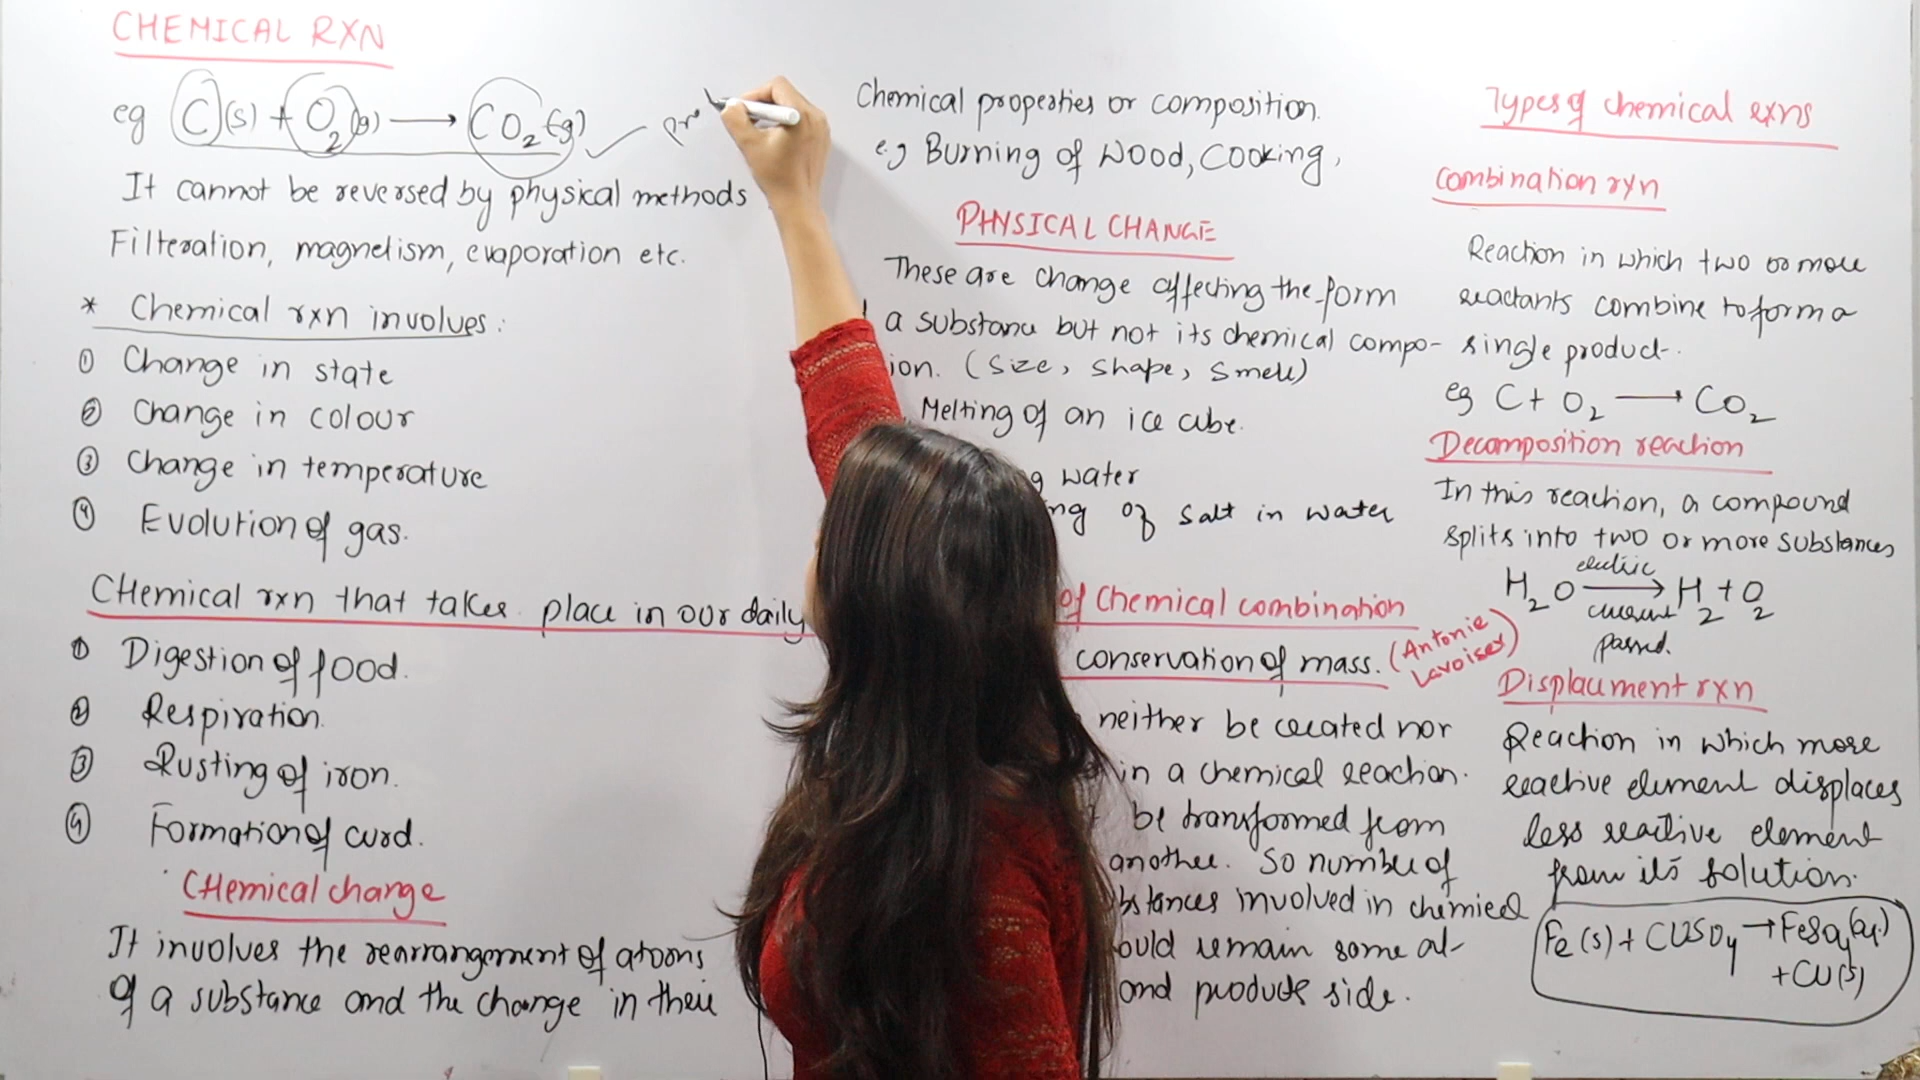 CHEMICAL RXN
eg C(s) + O2(g) → CO2(g) pro
It cannot be reversed by physical methods
Filteration, magnetism, evaporation etc.
* Chemical rxn involves:
① Change in state
② Change in colour
③ Change in temperature
④ Evolution of gas.
CHemical rxn that takes place in our daily
① Digestion of food.
② Respiration.
③ Rusting of iron.
④ Formation of curd.
CHemical change
It involves the rearrangement of atoms
of a substance and the change in their
Chemical properties or composition.
e.g Burning of Wood, Cooking,
PHYSICAL CHANGE
These are change affecting the form
a substance but not its chemical compo-
ion. (Size, Shape, Smell)
Melting of an ice cube.
g water
ng of salt in water
of Chemical combination
conservation of mass. (Antonie Lavoiser)
neither be created nor
in a chemical reaction.
be transformed from
another. So number of
bstances involved in chemical
ould remain same at
and product side.
Types of chemical rxns
Combination rxn
Reaction in which two or more
reactants combine to form a
single product.
eg C + O2 → CO2
Decomposition reaction
In this reaction, a compound
splits into two or more substances
H2O electric current passed. → H2 + O2
Displacement rxn
Reaction in which more
reactive element displaces
less reactive element
from its solution.
Fe(s) + CUSO4 → FeSO4(aq.)
+ CU(s)